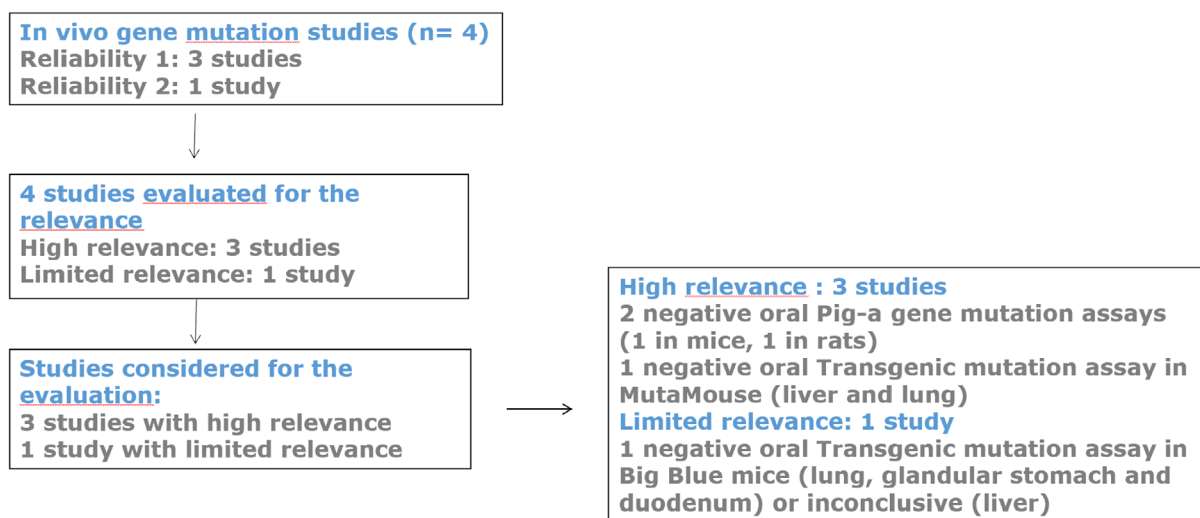 In vivo gene mutation studies (n= 4)
Reliability 1: 3 studies
Reliability 2: 1 study
4 studies evaluated for the
relevance
High relevance: 3 studies
Limited relevance: 1 study
Studies considered for the
evaluation:
3 studies with high relevance
1 study with limited relevance
High relevance : 3 studies
2 negative oral Pig-a gene mutation assays
(1 in mice, 1 in rats)
1 negative oral Transgenic mutation assay in
MutaMouse (liver and lung)
Limited relevance: 1 study
1 negative oral Transgenic mutation assay in
Big Blue mice (lung, glandular stomach and
duodenum) or inconclusive (liver)